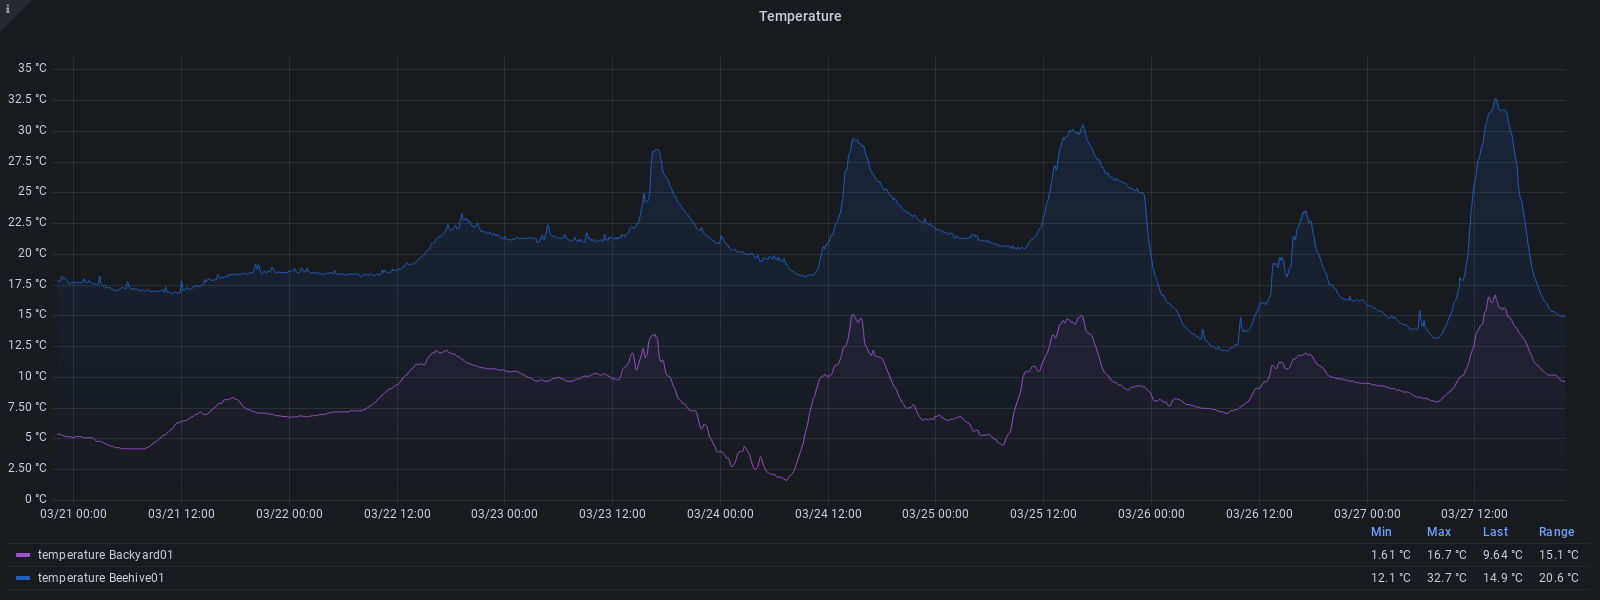 i
Temperature
35 °C
32.5 °C
30 °C
27.5 °C
25 °C
22.5 °C
20 °C
17.5 °C
15 °C
12.5 °C
10 °C
7.50 °C
5 °C
2.50 °C
0 °C
03/21 00:00 03/21 12:00 03/22 00:00 03/22 12:00 03/23 00:00 03/23 12:00 03/24 00:00 03/24 12:00 03/25 00:00 03/25 12:00 03/26 00:00 03/26 12:00 03/27 00:00 03/27 12:00
Min Max Last Range
temperature Backyard01 1.61 °C 16.7 °C 9.64 °C 15.1 °C
temperature Beehive01 12.1 °C 32.7 °C 14.9 °C 20.6 °C